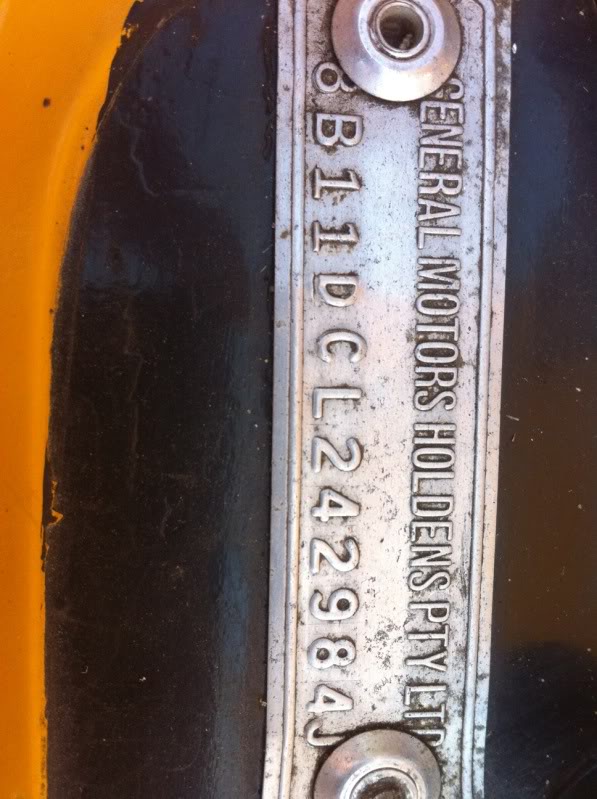 GENERAL MOTORS HOLDENS PTY LTD
8B11DCL242984J